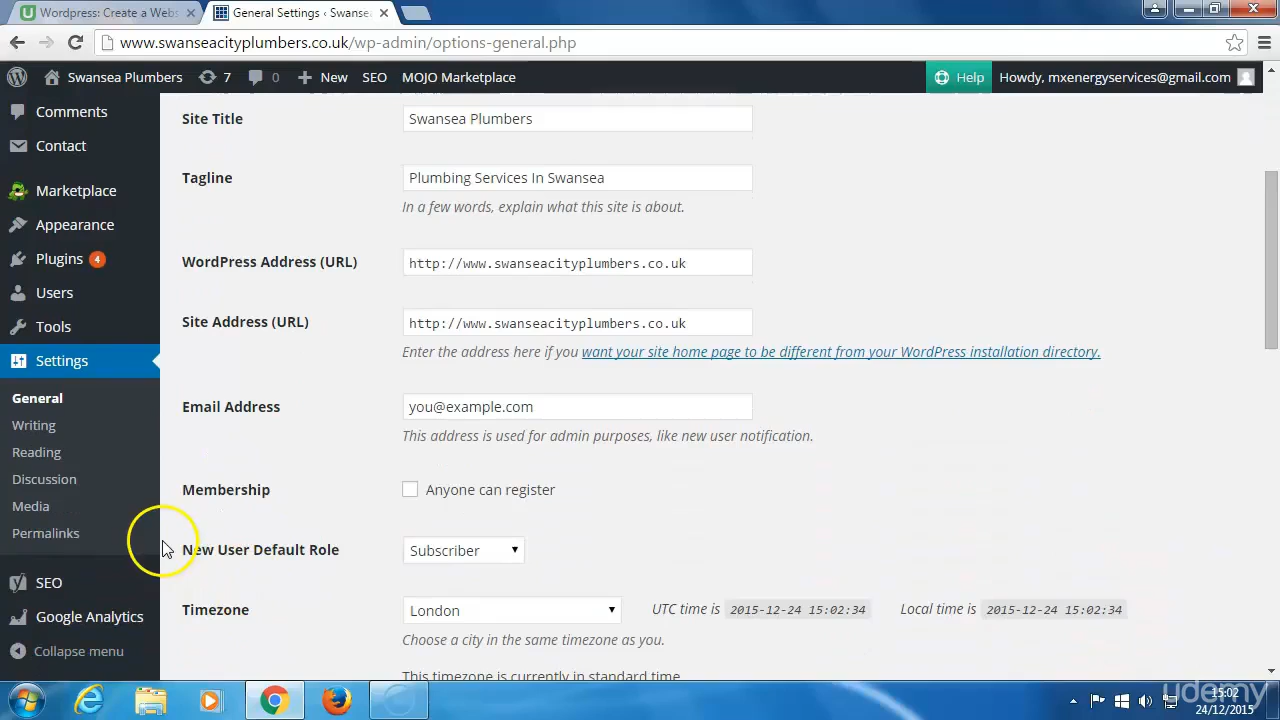 Wordpress: Create a Webs
General Settings ‹ Swanse
www.swanseacityplumbers.co.uk/wp-admin/options-general.php
Swansea Plumbers 7 0 New SEO MOJO Marketplace Help Howdy, mxenergyservices@gmail.com
Comments
Contact
Marketplace
Appearance
Plugins 4
Users
Tools
Settings
General
Writing
Reading
Discussion
Media
Permalinks
SEO
Google Analytics
Collapse menu
Site Title Swansea Plumbers
Tagline Plumbing Services In Swansea
In a few words, explain what this site is about.
WordPress Address (URL) http://www.swanseacityplumbers.co.uk
Site Address (URL) http://www.swanseacityplumbers.co.uk
Enter the address here if you want your site home page to be different from your WordPress installation directory.
Email Address you@example.com
This address is used for admin purposes, like new user notification.
Membership Anyone can register
New User Default Role Subscriber
Timezone London UTC time is 2015-12-24 15:02:34 Local time is 2015-12-24 15:02:34
Choose a city in the same timezone as you.
This timezone is currently in standard time
udemy
15:02
24/12/2015